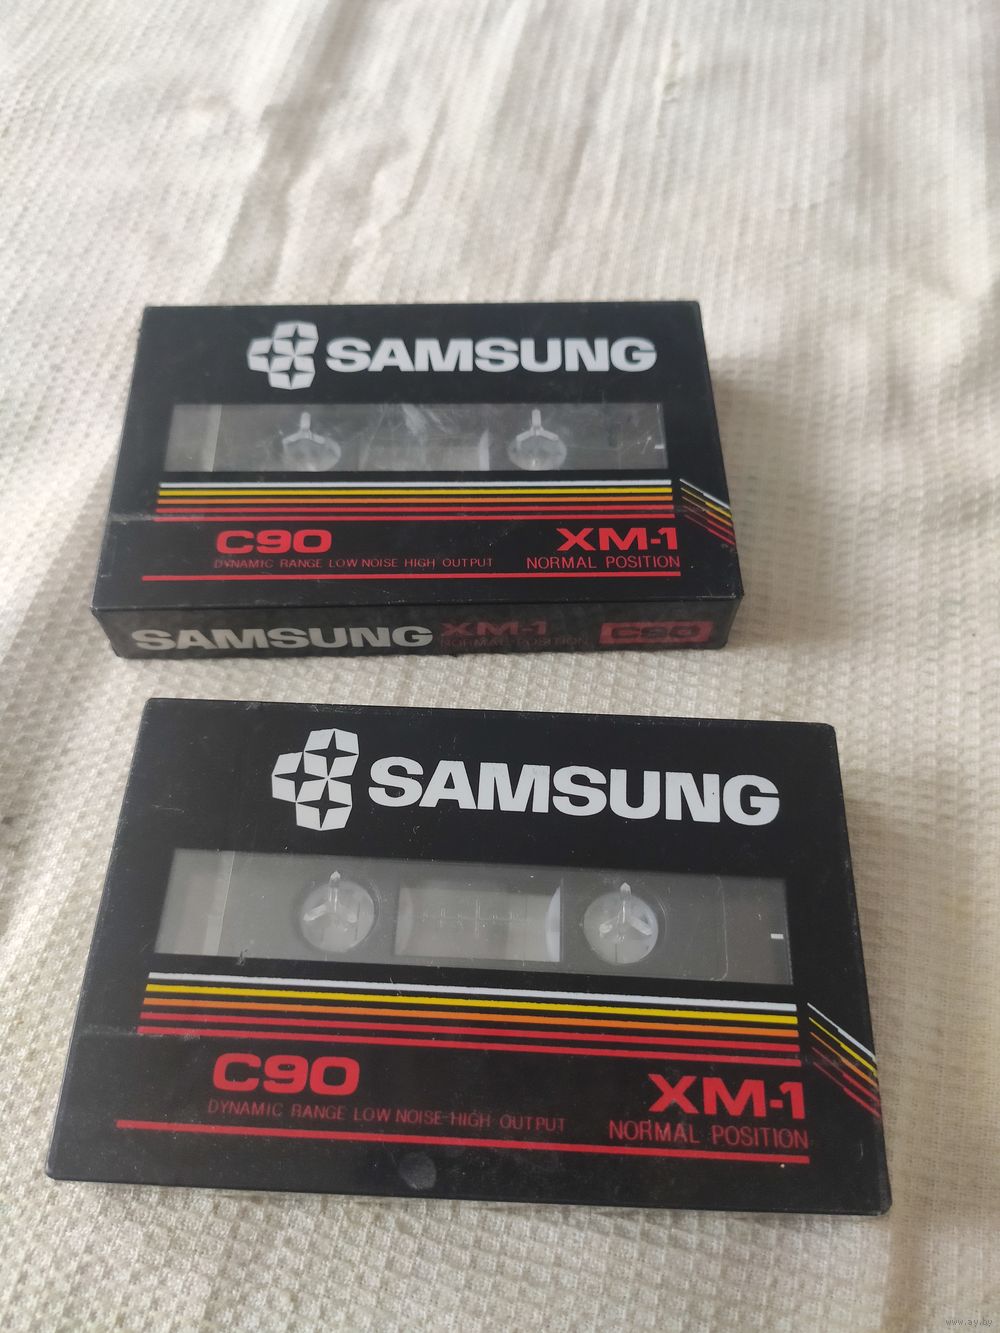 SAMSUNG
C90
XM-1
DYNAMIC RANGE LOW NOISE HIGH OUTPUT
NORMAL POSITION
SAMSUNG XM-1 C90
NORMAL POSITION
SAMSUNG
C90
XM-1
DYNAMIC RANGE LOW NOISE HIGH OUTPUT
NORMAL POSITION
www.ay.by